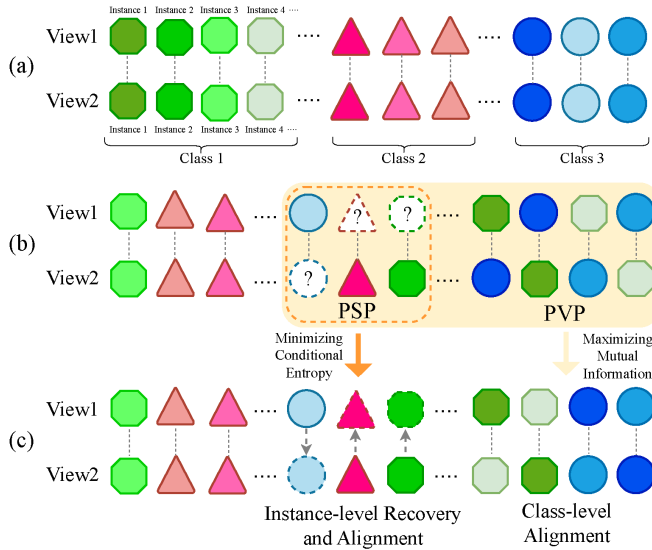 Instance 1 Instance 2 Instance 3 Instance 4 ....
View1 .... ....
(a)
View2 .... ....
Instance 1 Instance 2 Instance 3 Instance 4 ....
Class 1 Class 2 Class 3
View1 .... ? ? ....
(b)
View2 .... ? ....
PSP PVP
Minimizing
Conditional
Entropy
Maximizing
Mutual
Information
View1 .... ....
(c)
View2 .... ....
Instance-level Recovery
and Alignment
Class-level
Alignment